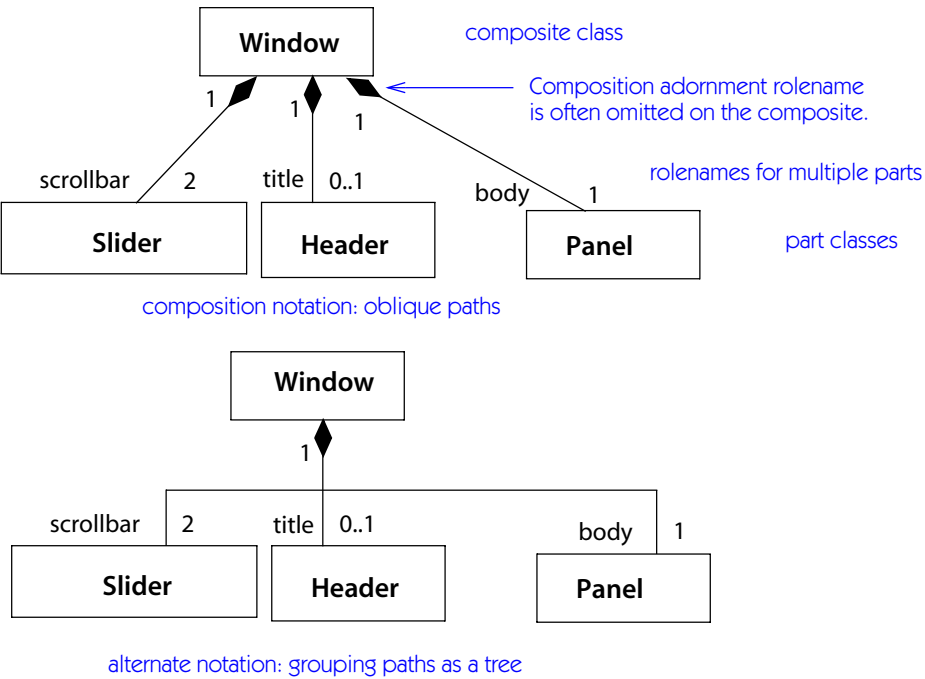 Window
composite class
Composition adornment rolename
is often omitted on the composite.
1
1
1
scrollbar 2
title 0..1
body 1
rolenames for multiple parts
Slider
Header
Panel
part classes
composition notation: oblique paths
Window
1
scrollbar 2
title 0..1
body 1
Slider
Header
Panel
alternate notation: grouping paths as a tree